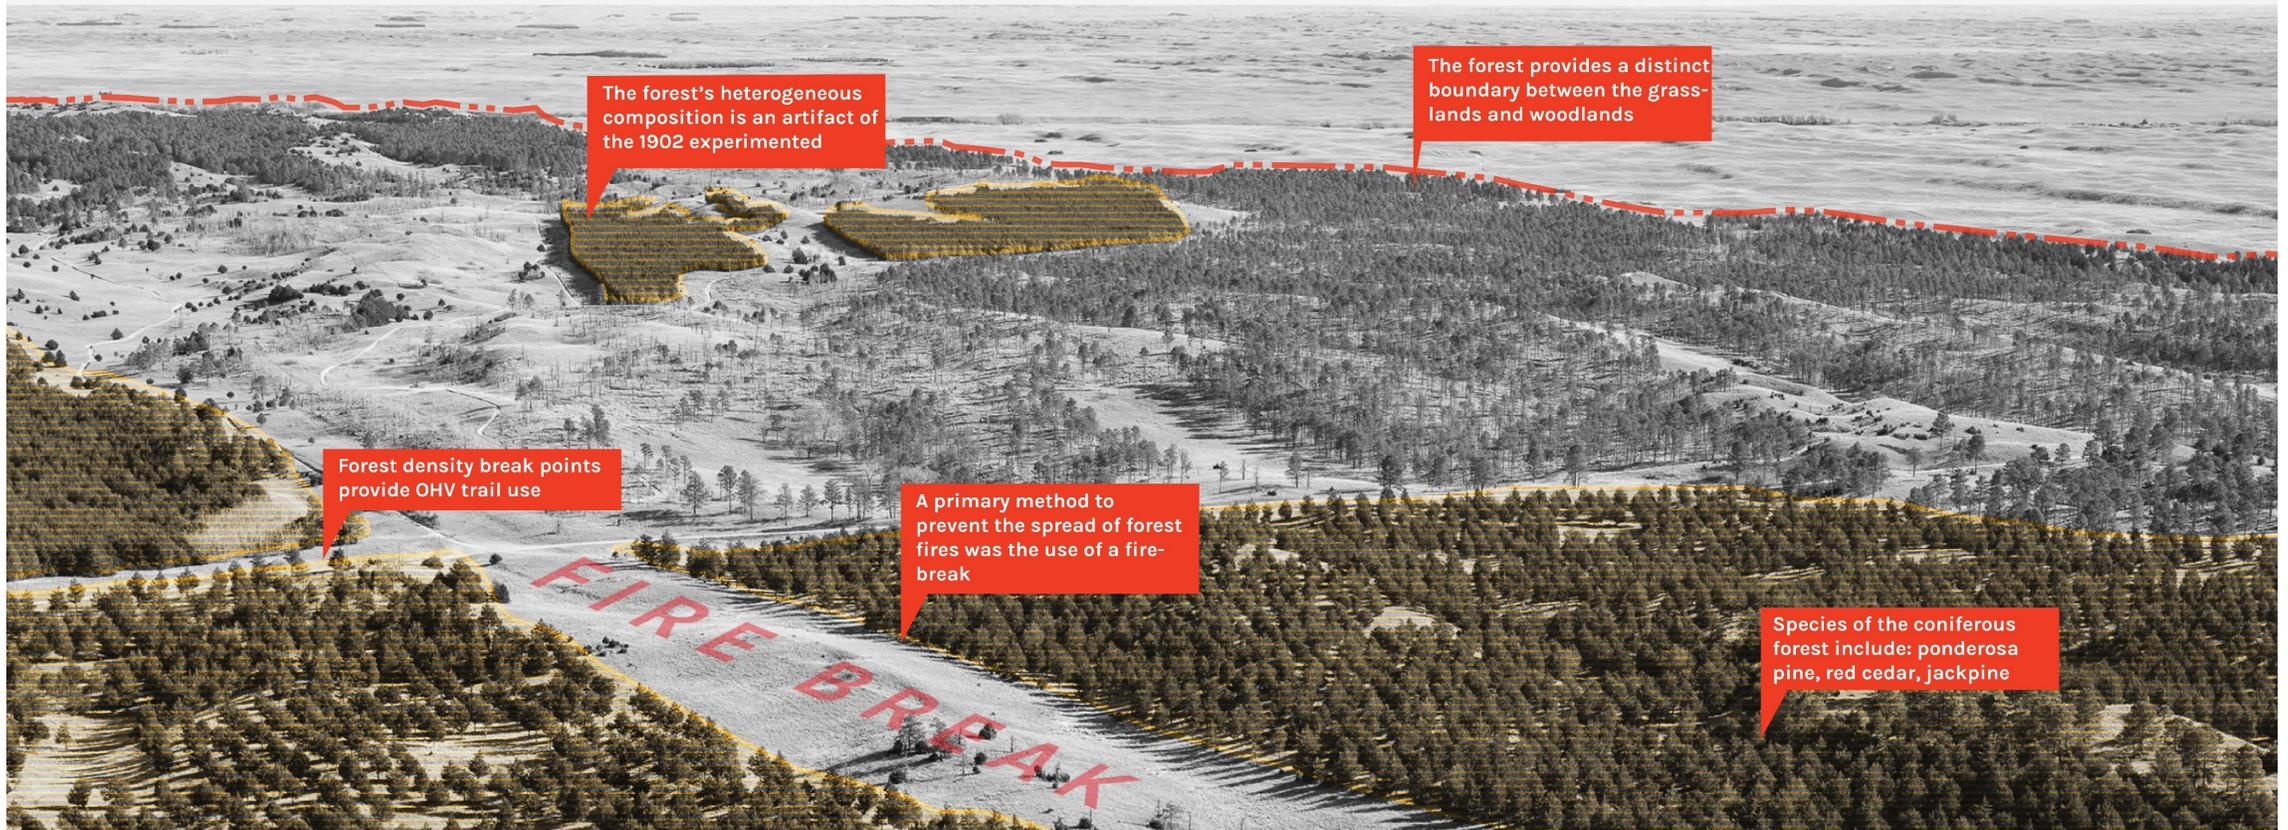 The forest provides a distinct
boundary between the grass-
lands and woodlands
The forest’s heterogeneous
composition is an artifact of
the 1902 experimented
Forest density break points
provide OHV trail use
A primary method to
prevent the spread of forest
fires was the use of a fire-
break
FIRE BREAK
Species of the coniferous
forest include: ponderosa
pine, red cedar, jackpine